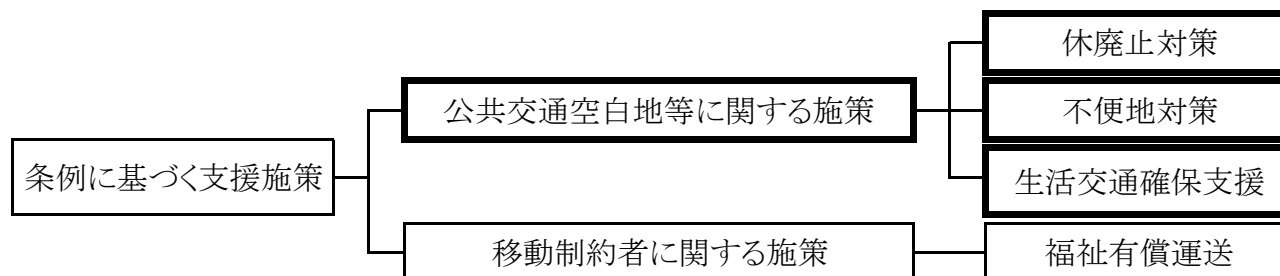 条例に基づく支援施策
公共交通空白地等に関する施策
休廃止対策
不便地対策
生活交通確保支援
移動制約者に関する施策
福祉有償運送